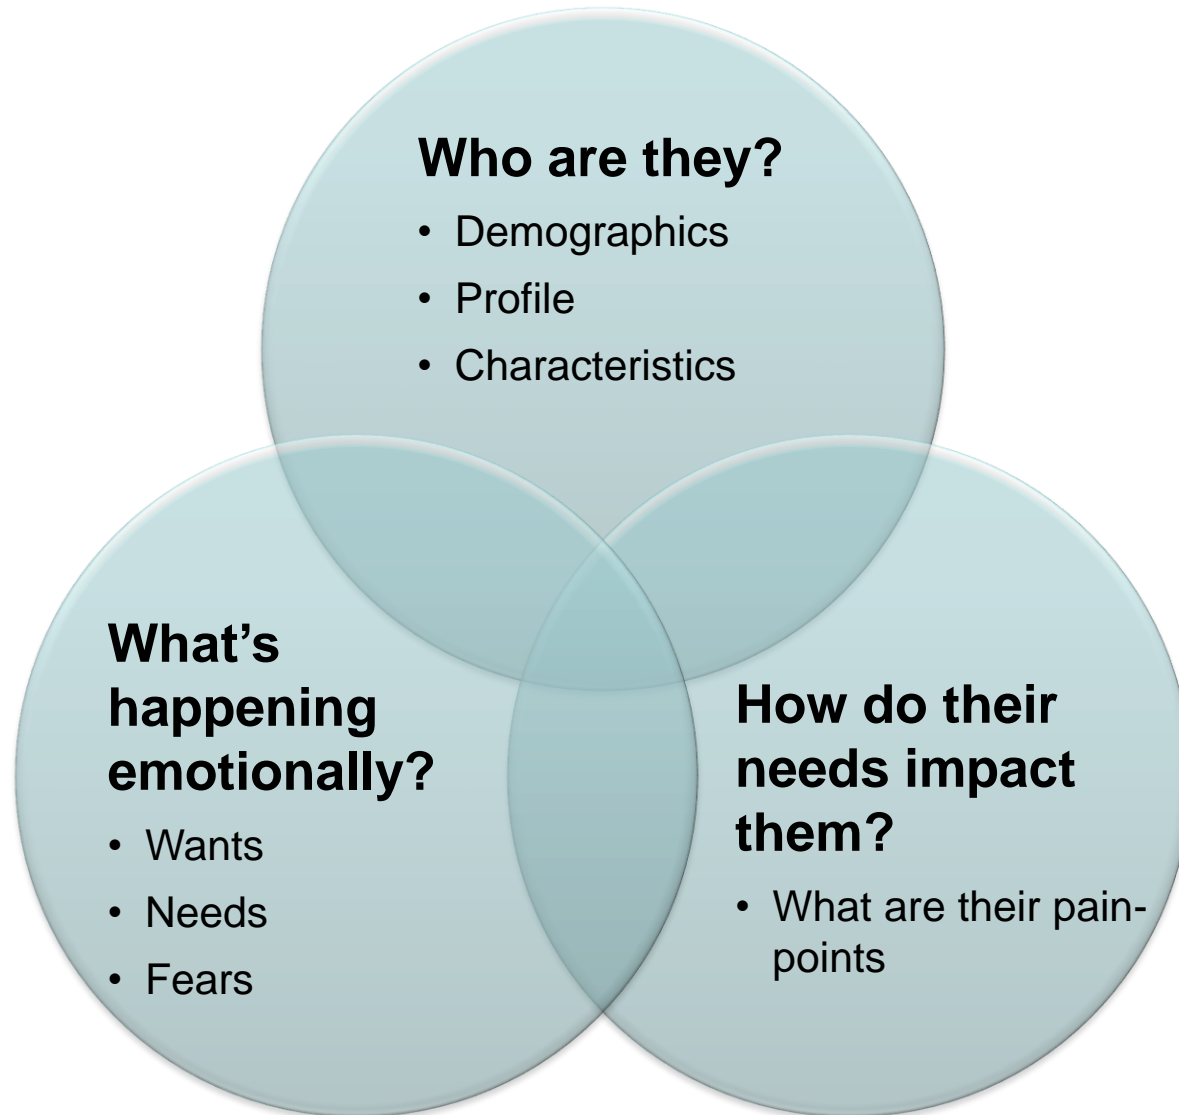 Who are they?
• Demographics
• Profile
• Characteristics
What’s
happening
emotionally?
• Wants
• Needs
• Fears
How do their
needs impact
them?
• What are their pain-
points